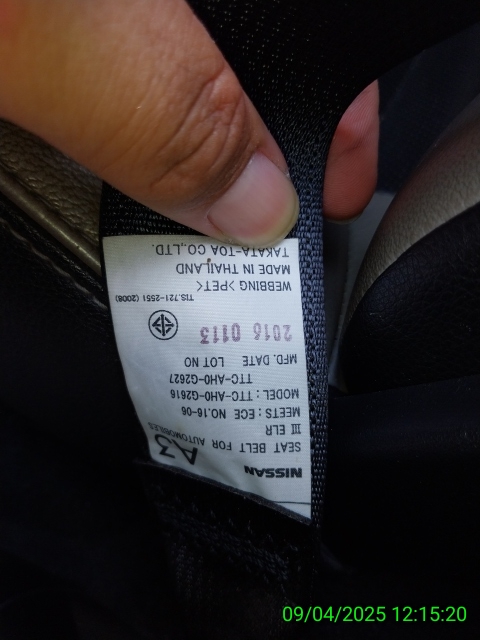 NISSAN
SEAT BELT FOR AUTOMOBILES
A3
III ELR
MEETS : ECE NO.16-06
MODEL : TTC-AH0-G2616
TTC-AH0-G2627
MFD. DATE LOT NO
2016 0113
TIS.721-2551 (2008)
WEBBING >PET<
MADE IN THAILAND
TAKATA-TOA CO.,LTD.
09/04/2025 12:15:20